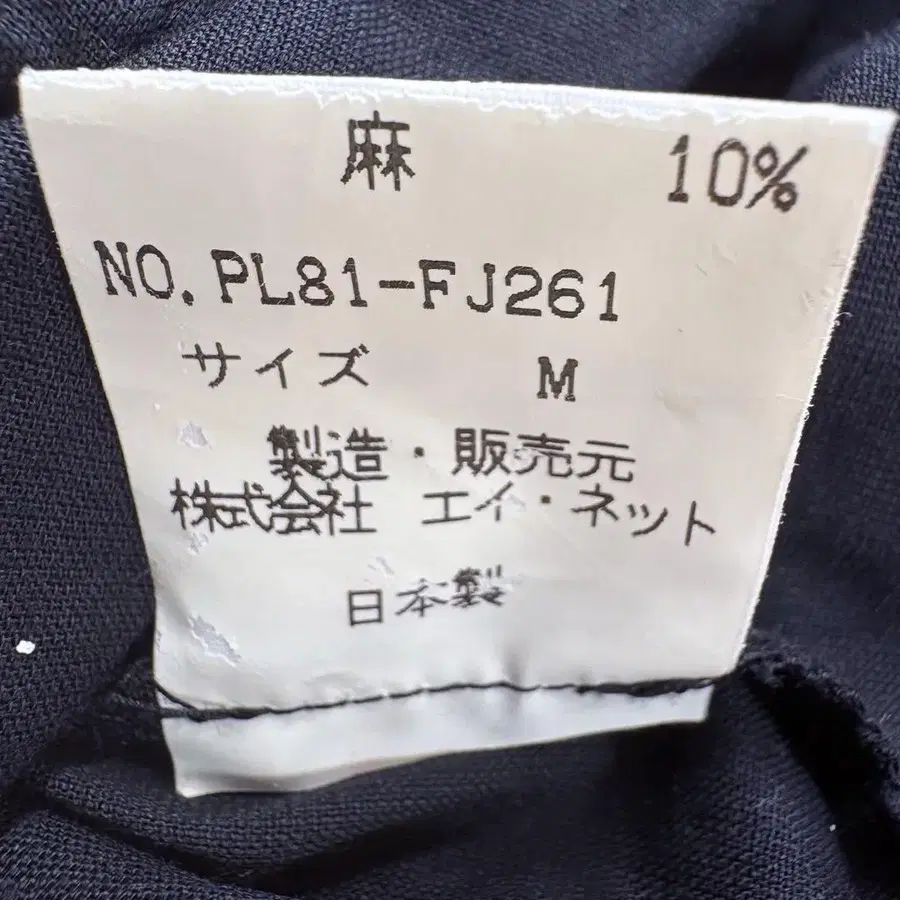 麻 10%
NO.PL81-FJ261
サイズ M
製造・販売元
株式会社 エイ・ネット
日本製